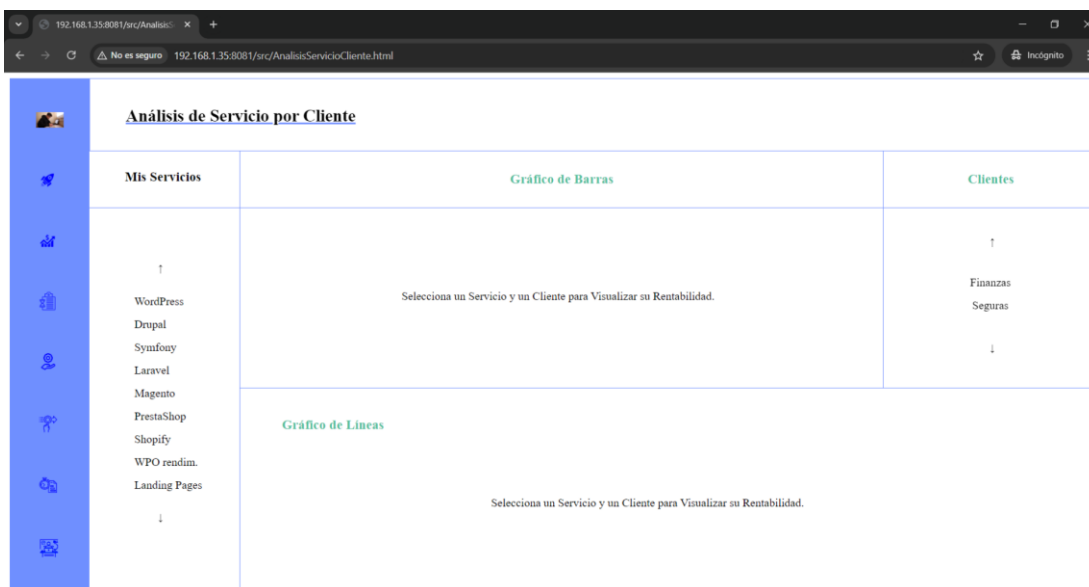 192.168.1.35:8081/src/AnalisisS
No es seguro 192.168.1.35:8081/src/AnalisisServicioCliente.html
Incógnito
Análisis de Servicio por Cliente
Mis Servicios
Gráfico de Barras
Clientes
↑
WordPress
Drupal
Symfony
Laravel
Magento
PrestaShop
Shopify
WPO rendim.
Landing Pages
↓
Selecciona un Servicio y un Cliente para Visualizar su Rentabilidad.
↑
Finanzas
Seguras
↓
Gráfico de Líneas
Selecciona un Servicio y un Cliente para Visualizar su Rentabilidad.